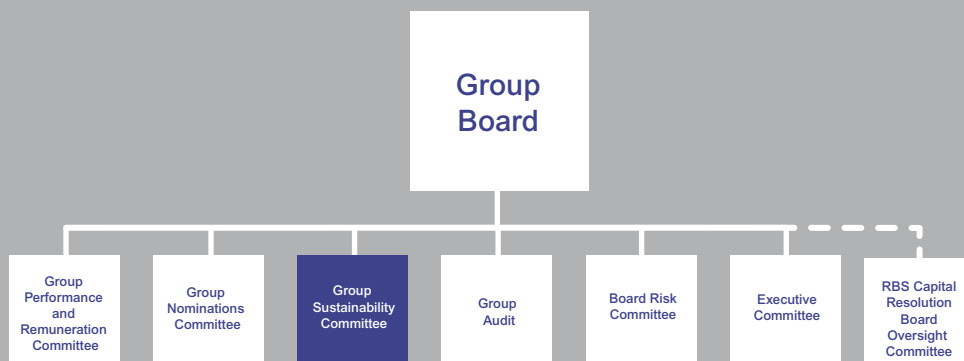 Group
Board
Group
Performance
and
Remuneration
Committee
Group
Nominations
Committee
Group
Sustainability
Committee
Group
Audit
Board Risk
Committee
Executive
Committee
RBS Capital
Resolution
Board
Oversight
Committee